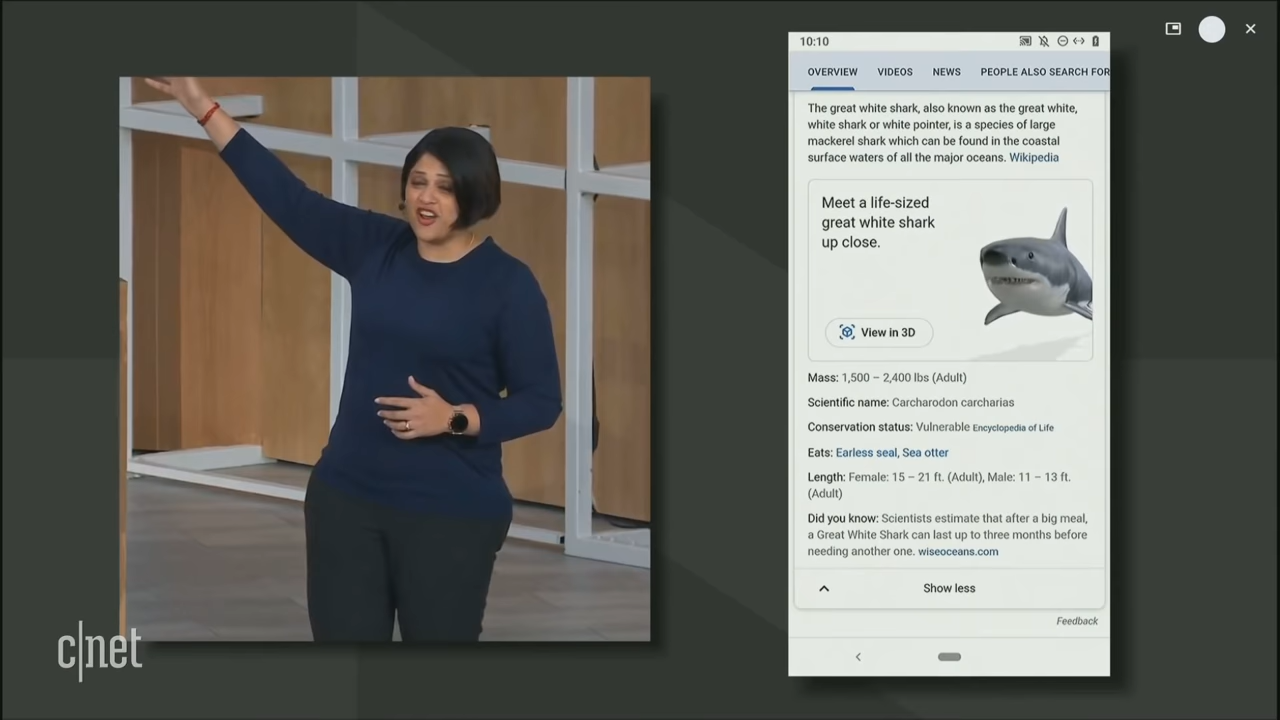 10:10
OVERVIEW VIDEOS NEWS PEOPLE ALSO SEARCH FOR
The great white shark, also known as the great white,
white shark or white pointer, is a species of large
mackerel shark which can be found in the coastal
surface waters of all the major oceans. Wikipedia
Meet a life-sized
great white shark
up close.
View in 3D
Mass: 1,500 – 2,400 lbs (Adult)
Scientific name: Carcharodon carcharias
Conservation status: Vulnerable Encyclopedia of Life
Eats: Earless seal, Sea otter
Length: Female: 15 – 21 ft. (Adult), Male: 11 – 13 ft.
(Adult)
Did you know: Scientists estimate that after a big meal,
a Great White Shark can last up to three months before
needing another one. wiseoceans.com
Show less
Feedback
c|net